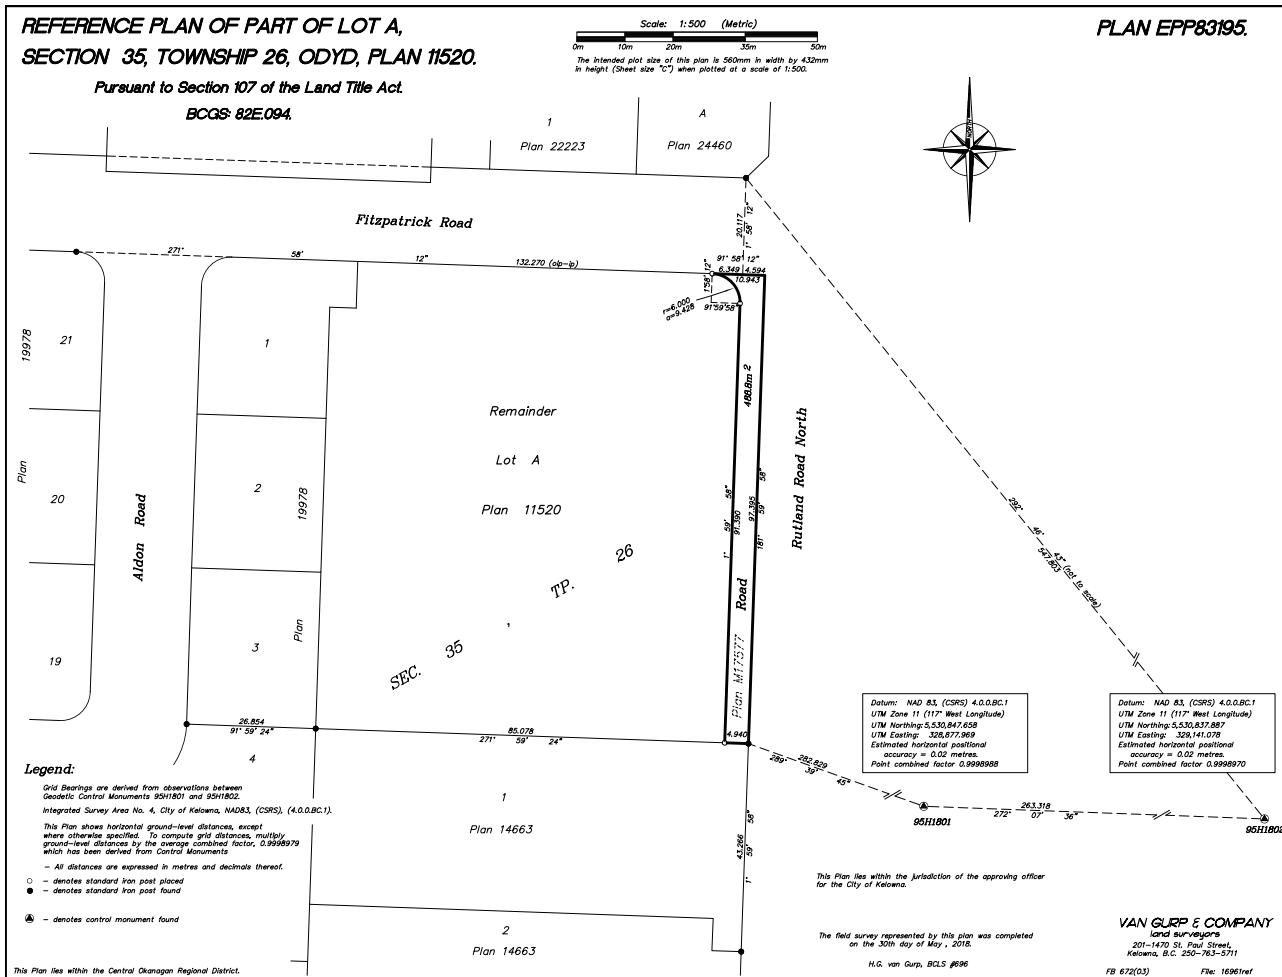 REFERENCE PLAN OF PART OF LOT A,
SECTION 35, TOWNSHIP 26, ODYD, PLAN 11520.
Pursuant to Section 107 of the Land Title Act.
BCGS: 82E.094.
Scale: 1:500 (Metric)
0m 10m 20m 35m 50m
The intended plot size of this plan is 560mm in width by 432mm
in height (Sheet size "C") when plotted at a scale of 1:500.
PLAN EPP83195.
NORTH
1
Plan 22223
A
Plan 24460
Fitzpatrick Road
271° 58' 12"
132.270 (oip-ip)
20.117
1° 58' 12"
91° 58' 12"
6.349 4.594
10.943
1°58' 12"
91°59'58"
r=6.000
a=9.428
21
Plan 19978
20
19
Aldon Road
1
2
3
Plan 19978
4
Remainder
Lot A
Plan 11520
SEC. 35 , TP. 26
488.8m 2
1° 59' 58"
91.390
181° 59' 58"
97.395
Plan M17577 Road
Rutland Road North
292° 46' 43" (not to scale)
547.803
26.854
91° 59' 24"
85.078
271° 59' 24"
4.940
282.829
289° 39' 45"
263.318
272° 07' 36"
95H1801
95H1802
43.266
1° 59' 58"
1
Plan 14663
2
Plan 14663
Datum: NAD 83, (CSRS) 4.0.0.BC.1
UTM Zone 11 (117° West Longitude)
UTM Northing: 5,530,847.658
UTM Easting: 328,877.969
Estimated horizontal positional
accuracy = 0.02 metres.
Point combined factor 0.9998988
Datum: NAD 83, (CSRS) 4.0.0.BC.1
UTM Zone 11 (117° West Longitude)
UTM Northing: 5,530,837.887
UTM Easting: 329,141.078
Estimated horizontal positional
accuracy = 0.02 metres.
Point combined factor 0.9998970
Legend:
Grid Bearings are derived from observations between
Geodetic Control Monuments 95H1801 and 95H1802.
Integrated Survey Area No. 4, City of Kelowna, NAD83, (CSRS), (4.0.0.BC.1).
This Plan shows horizontal ground-level distances, except
where otherwise specified. To compute grid distances, multiply
ground-level distances by the average combined factor, 0.9998979
which has been derived from Control Monuments
- All distances are expressed in metres and decimals thereof.
- denotes standard iron post placed
- denotes standard iron post found
- denotes control monument found
This Plan lies within the Central Okanagan Regional District.
This Plan lies within the jurisdiction of the approving officer
for the City of Kelowna.
The field survey represented by this plan was completed
on the 30th day of May , 2018.
H.G. van Gurp, BCLS #696
VAN GURP & COMPANY
land surveyors
201-1470 St. Paul Street,
Kelowna, B.C. 250-763-5711
FB 672(03) File: 16961ref